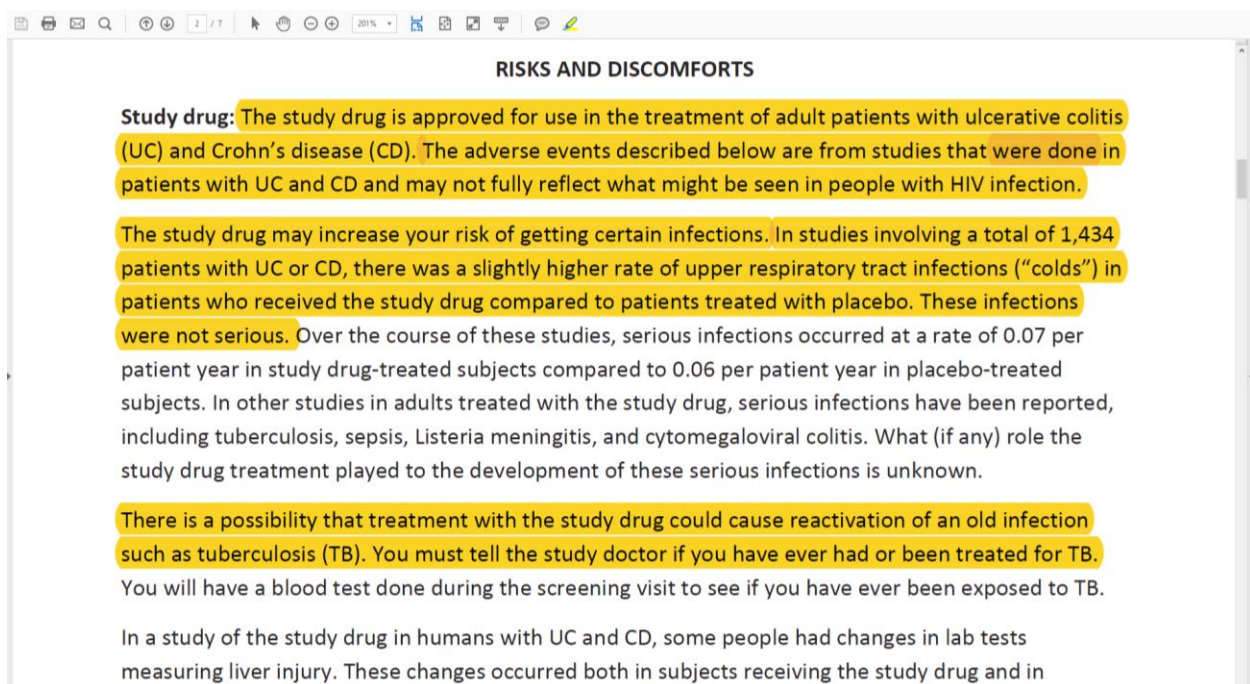 2 / 7
201%
RISKS AND DISCOMFORTS
Study drug: The study drug is approved for use in the treatment of adult patients with ulcerative colitis
(UC) and Crohn’s disease (CD). The adverse events described below are from studies that were done in
patients with UC and CD and may not fully reflect what might be seen in people with HIV infection.
The study drug may increase your risk of getting certain infections. In studies involving a total of 1,434
patients with UC or CD, there was a slightly higher rate of upper respiratory tract infections (“colds”) in
patients who received the study drug compared to patients treated with placebo. These infections
were not serious. Over the course of these studies, serious infections occurred at a rate of 0.07 per
patient year in study drug-treated subjects compared to 0.06 per patient year in placebo-treated
subjects. In other studies in adults treated with the study drug, serious infections have been reported,
including tuberculosis, sepsis, Listeria meningitis, and cytomegaloviral colitis. What (if any) role the
study drug treatment played to the development of these serious infections is unknown.
There is a possibility that treatment with the study drug could cause reactivation of an old infection
such as tuberculosis (TB). You must tell the study doctor if you have ever had or been treated for TB.
You will have a blood test done during the screening visit to see if you have ever been exposed to TB.
In a study of the study drug in humans with UC and CD, some people had changes in lab tests
measuring liver injury. These changes occurred both in subjects receiving the study drug and in